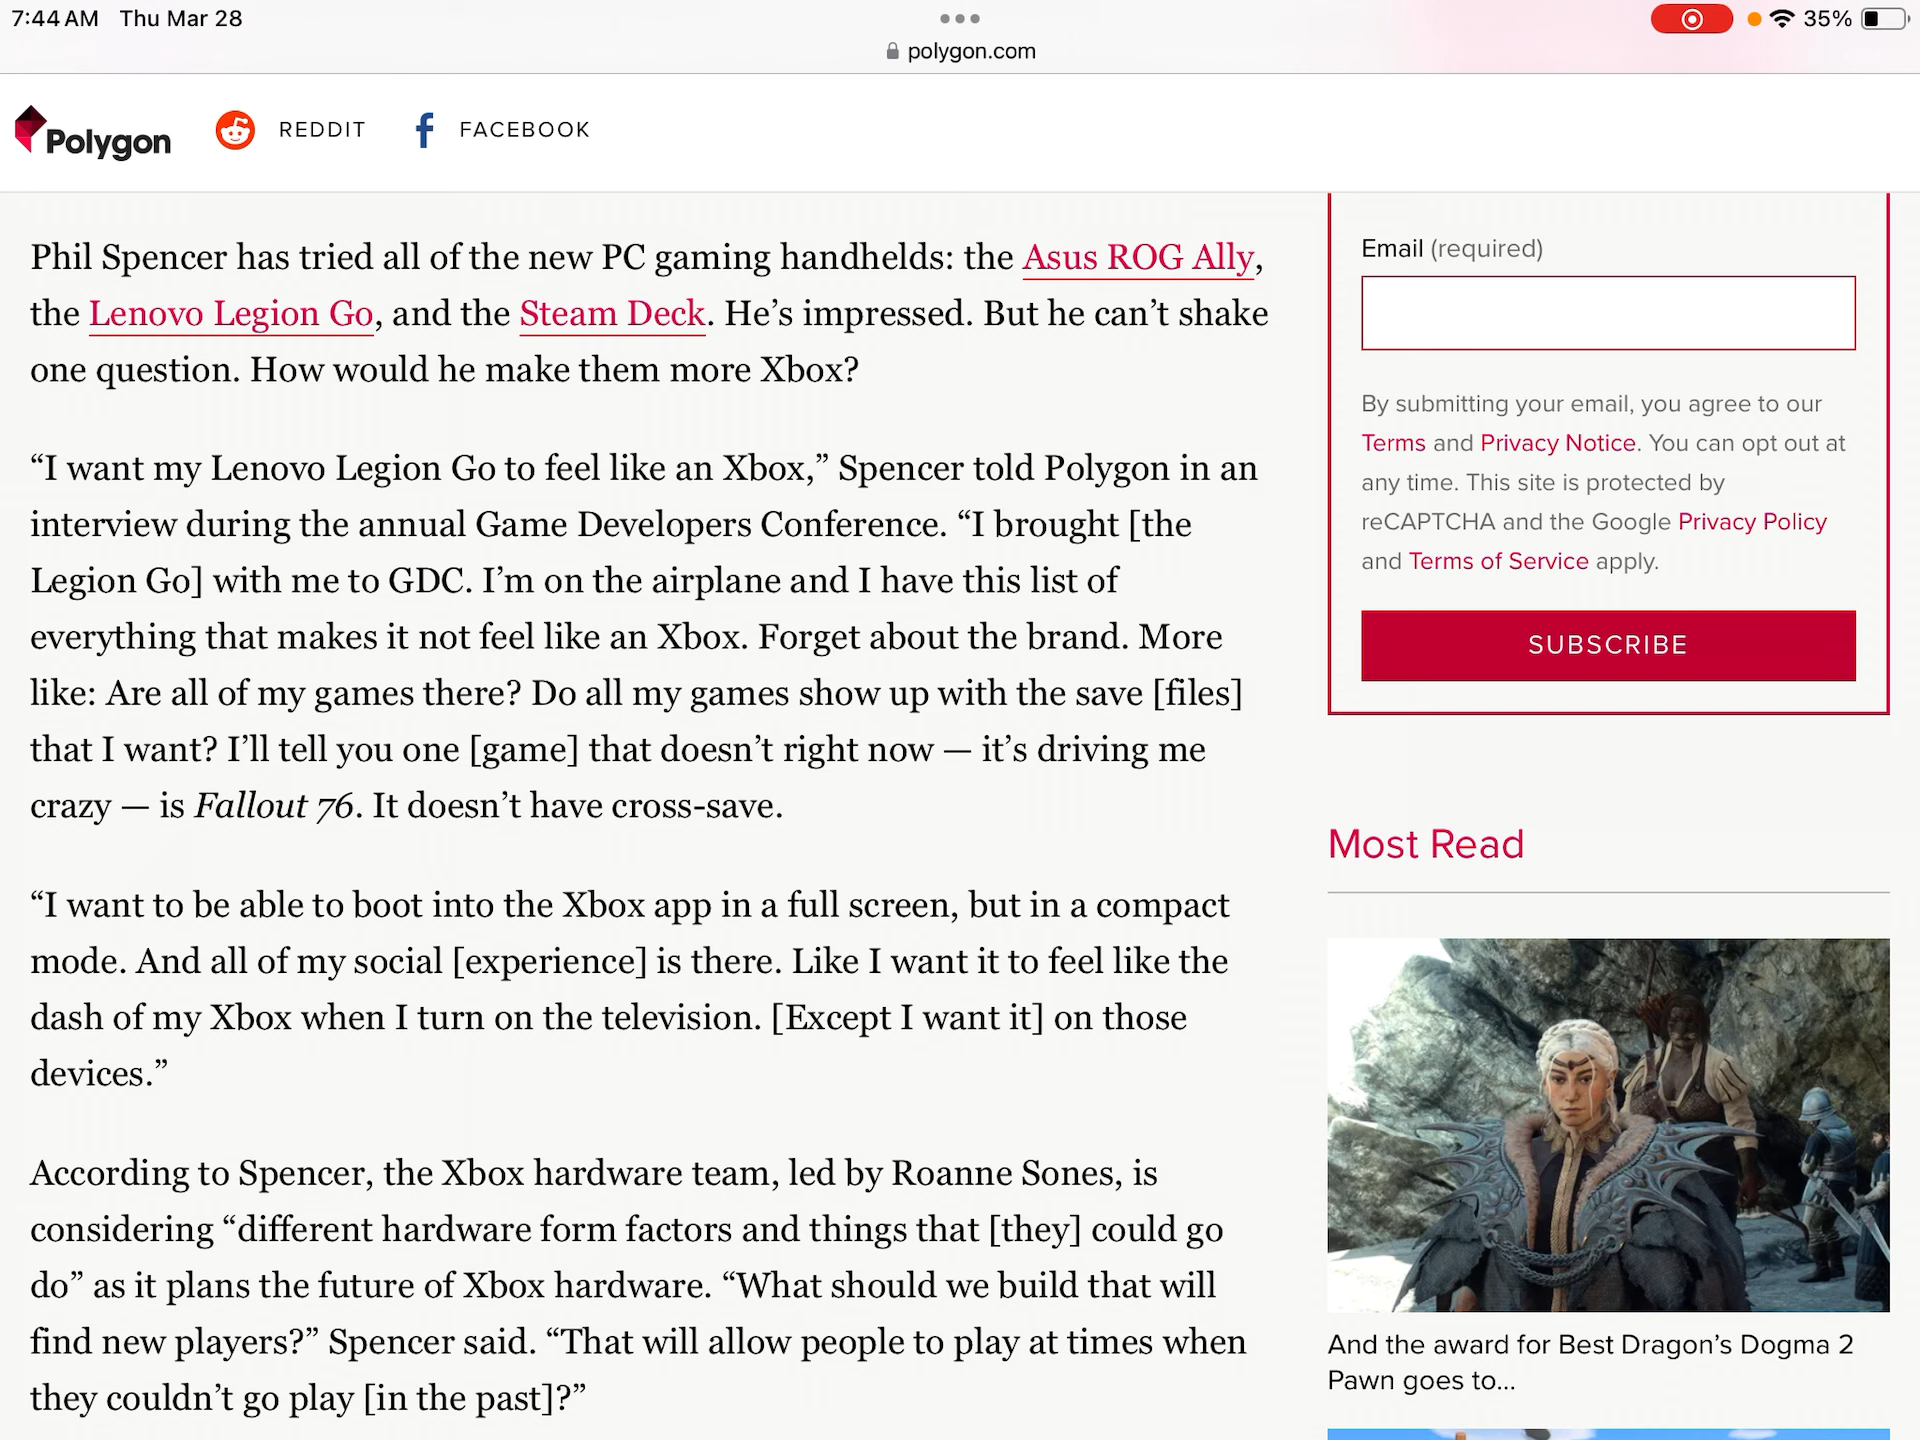 7:44 AM Thu Mar 28
35%
polygon.com
Polygon
REDDIT
FACEBOOK
Phil Spencer has tried all of the new PC gaming handhelds: the Asus ROG Ally,
the Lenovo Legion Go, and the Steam Deck. He’s impressed. But he can’t shake
one question. How would he make them more Xbox?
“I want my Lenovo Legion Go to feel like an Xbox,” Spencer told Polygon in an
interview during the annual Game Developers Conference. “I brought [the
Legion Go] with me to GDC. I’m on the airplane and I have this list of
everything that makes it not feel like an Xbox. Forget about the brand. More
like: Are all of my games there? Do all my games show up with the save [files]
that I want? I’ll tell you one [game] that doesn’t right now — it’s driving me
crazy — is Fallout 76. It doesn’t have cross-save.
“I want to be able to boot into the Xbox app in a full screen, but in a compact
mode. And all of my social [experience] is there. Like I want it to feel like the
dash of my Xbox when I turn on the television. [Except I want it] on those
devices.”
According to Spencer, the Xbox hardware team, led by Roanne Sones, is
considering “different hardware form factors and things that [they] could go
do” as it plans the future of Xbox hardware. “What should we build that will
find new players?” Spencer said. “That will allow people to play at times when
they couldn’t go play [in the past]?”
Email (required)
By submitting your email, you agree to our
Terms and Privacy Notice. You can opt out at
any time. This site is protected by
reCAPTCHA and the Google Privacy Policy
and Terms of Service apply.
SUBSCRIBE
Most Read
And the award for Best Dragon’s Dogma 2
Pawn goes to...